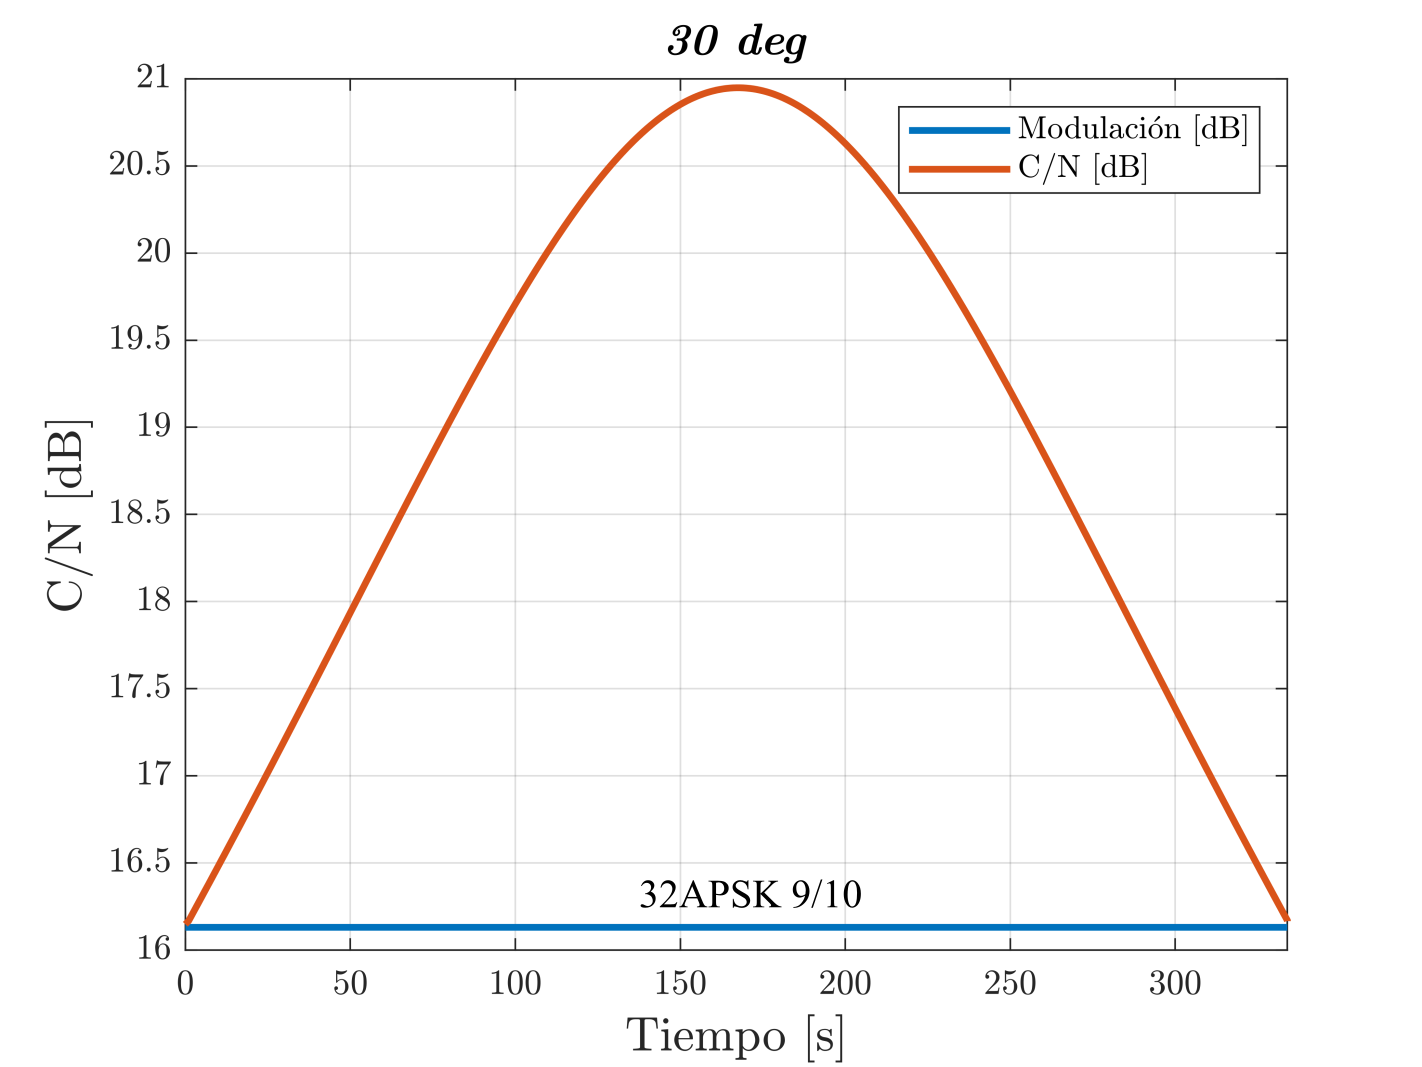 30 deg
21
20.5
20
19.5
19
18.5
18
17.5
17
16.5
16
C/N [dB]
Modulación [dB]
C/N [dB]
32APSK 9/10
0 50 100 150 200 250 300
Tiempo [s]